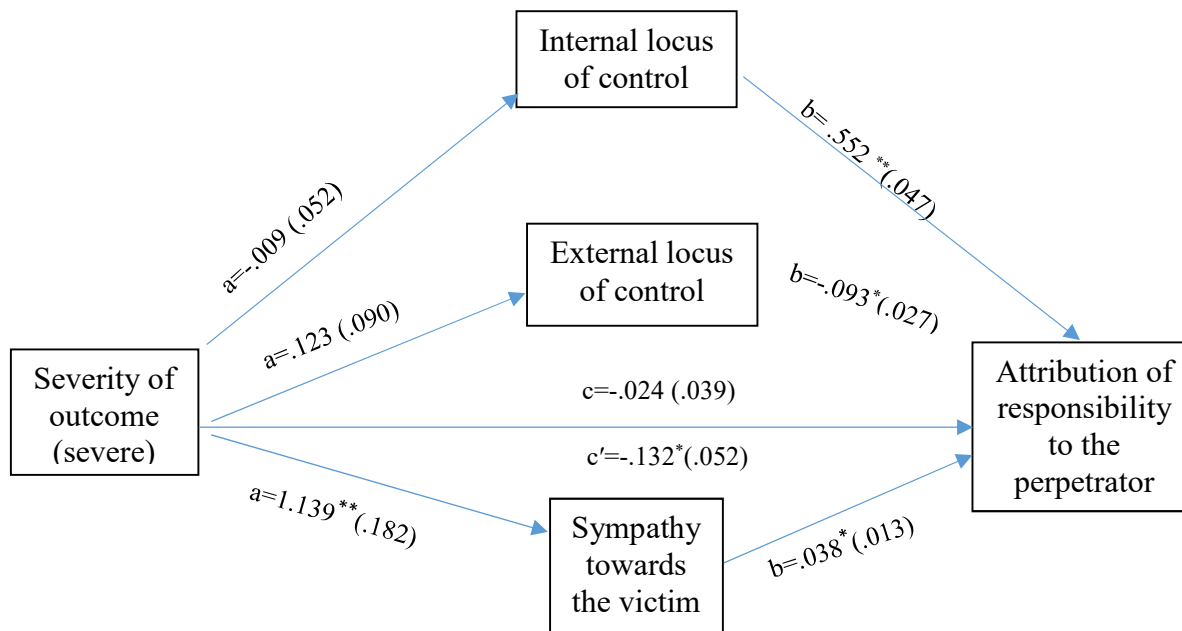 Internal locus
of control
b=.552**(.047)
a=-.009 (.052)
External locus
of control
b=-.093*(.027)
a=.123 (.090)
Severity of
outcome
(severe)
c=-.024 (.039)
c′=-.132*(.052)
Attribution of
responsibility
to the
perpetrator
a=1.139**(.182)
Sympathy
towards
the victim
b=.038*(.013)